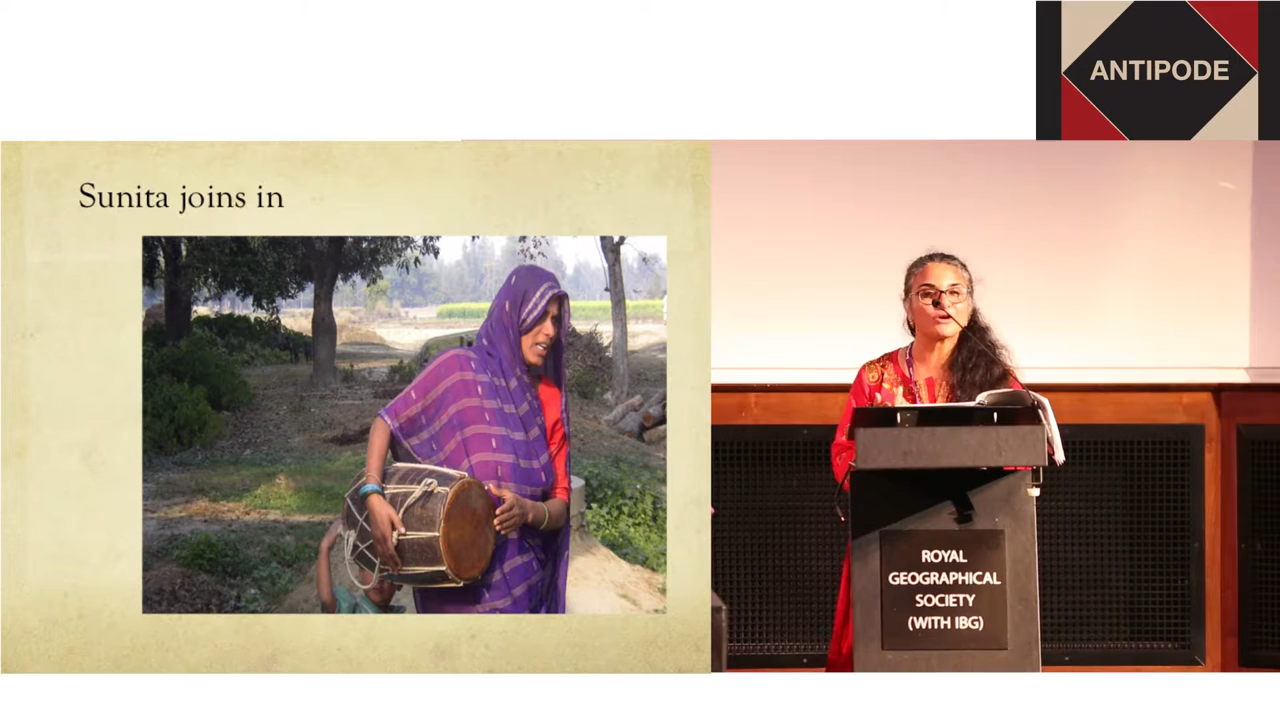 ANTIPODE
Sunita joins in
ROYAL
GEOGRAPHICAL
SOCIETY
(WITH IBG)